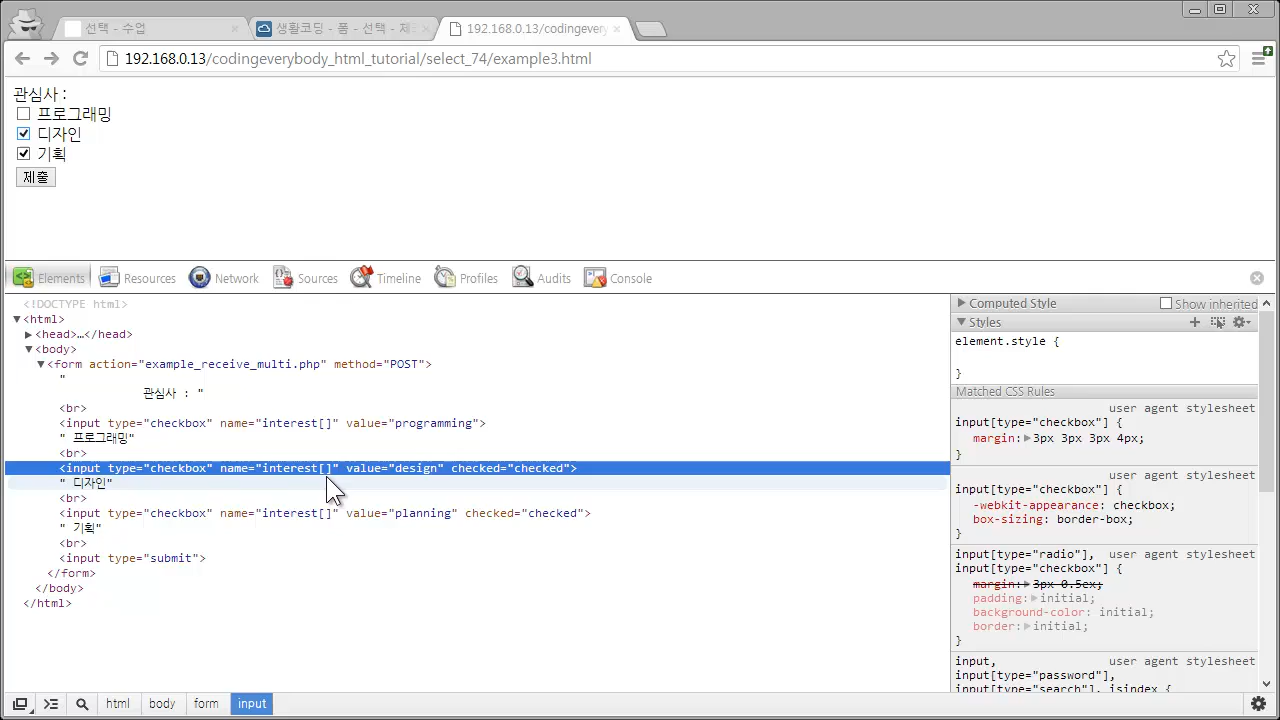 선택 - 수업
생활코딩 - 폼 - 선택 - 제
192.168.0.13/codingevery
192.168.0.13/codingeverybody_html_tutorial/select_74/example3.html
관심사 :
프로그래밍
디자인
기획
제출
Elements Resources Network Sources Timeline Profiles Audits Console
<!DOCTYPE html>
<html>
<head>…</head>
<body>
<form action="example_receive_multi.php" method="POST">
"
관심사 : "
<br>
<input type="checkbox" name="interest[]" value="programming">
" 프로그래밍"
<br>
<input type="checkbox" name="interest[]" value="design" checked="checked">
" 디자인"
<br>
<input type="checkbox" name="interest[]" value="planning" checked="checked">
" 기획"
<br>
<input type="submit">
</form>
</body>
</html>
Computed Style Show inherited
Styles
element.style {
}
Matched CSS Rules
user agent stylesheet
input[type="checkbox"] {
margin: 3px 3px 3px 4px;
}
user agent stylesheet
input[type="checkbox"] {
-webkit-appearance: checkbox;
box-sizing: border-box;
}
input[type="radio"], user agent stylesheet
input[type="checkbox"] {
margin: 3px 0.5ex;
padding: initial;
background-color: initial;
border: initial;
}
input, user agent stylesheet
input[type="password"],
input[type="search"], isindex {
html body form input